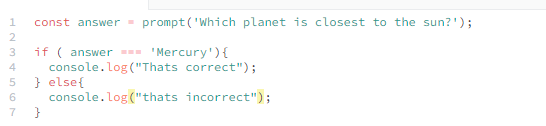 1 const answer = prompt('Which planet is closest to the sun?');
2
3 if ( answer === 'Mercury'){
4   console.log("Thats correct");
5 } else{
6   console.log("thats incorrect");
7 }